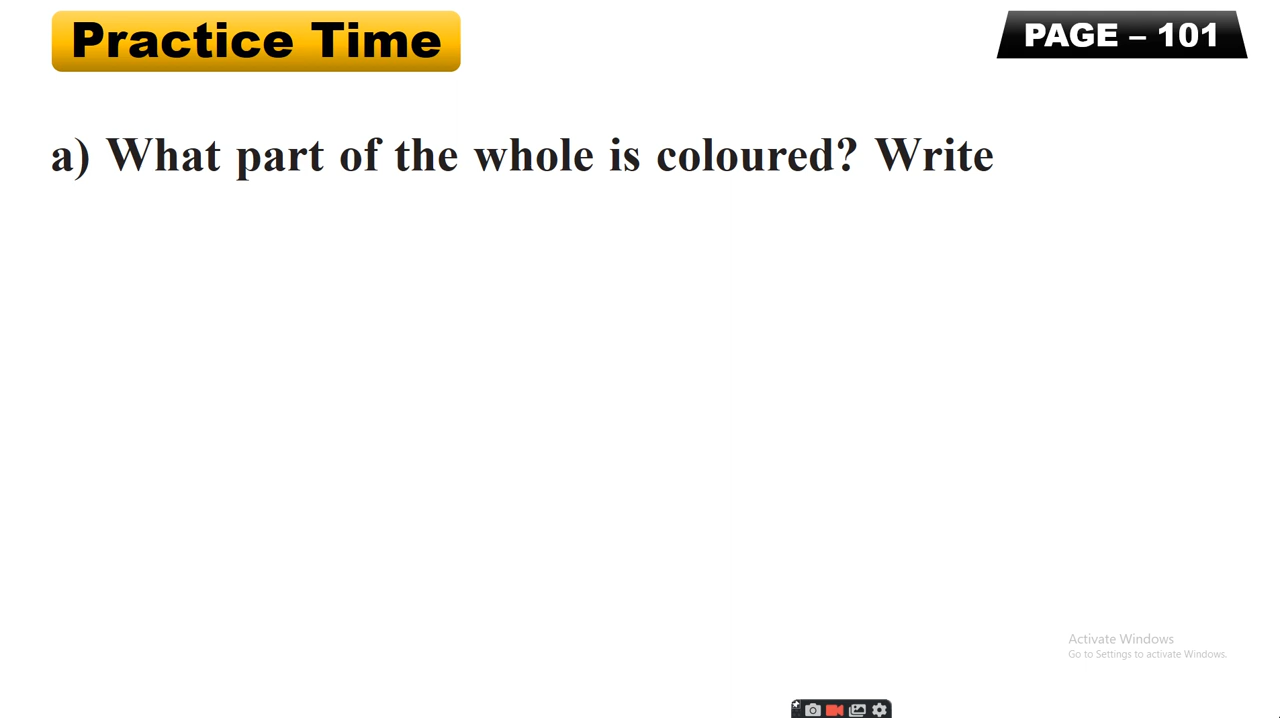 Practice Time
PAGE – 101
a) What part of the whole is coloured? Write
Activate Windows
Go to Settings to activate Windows.